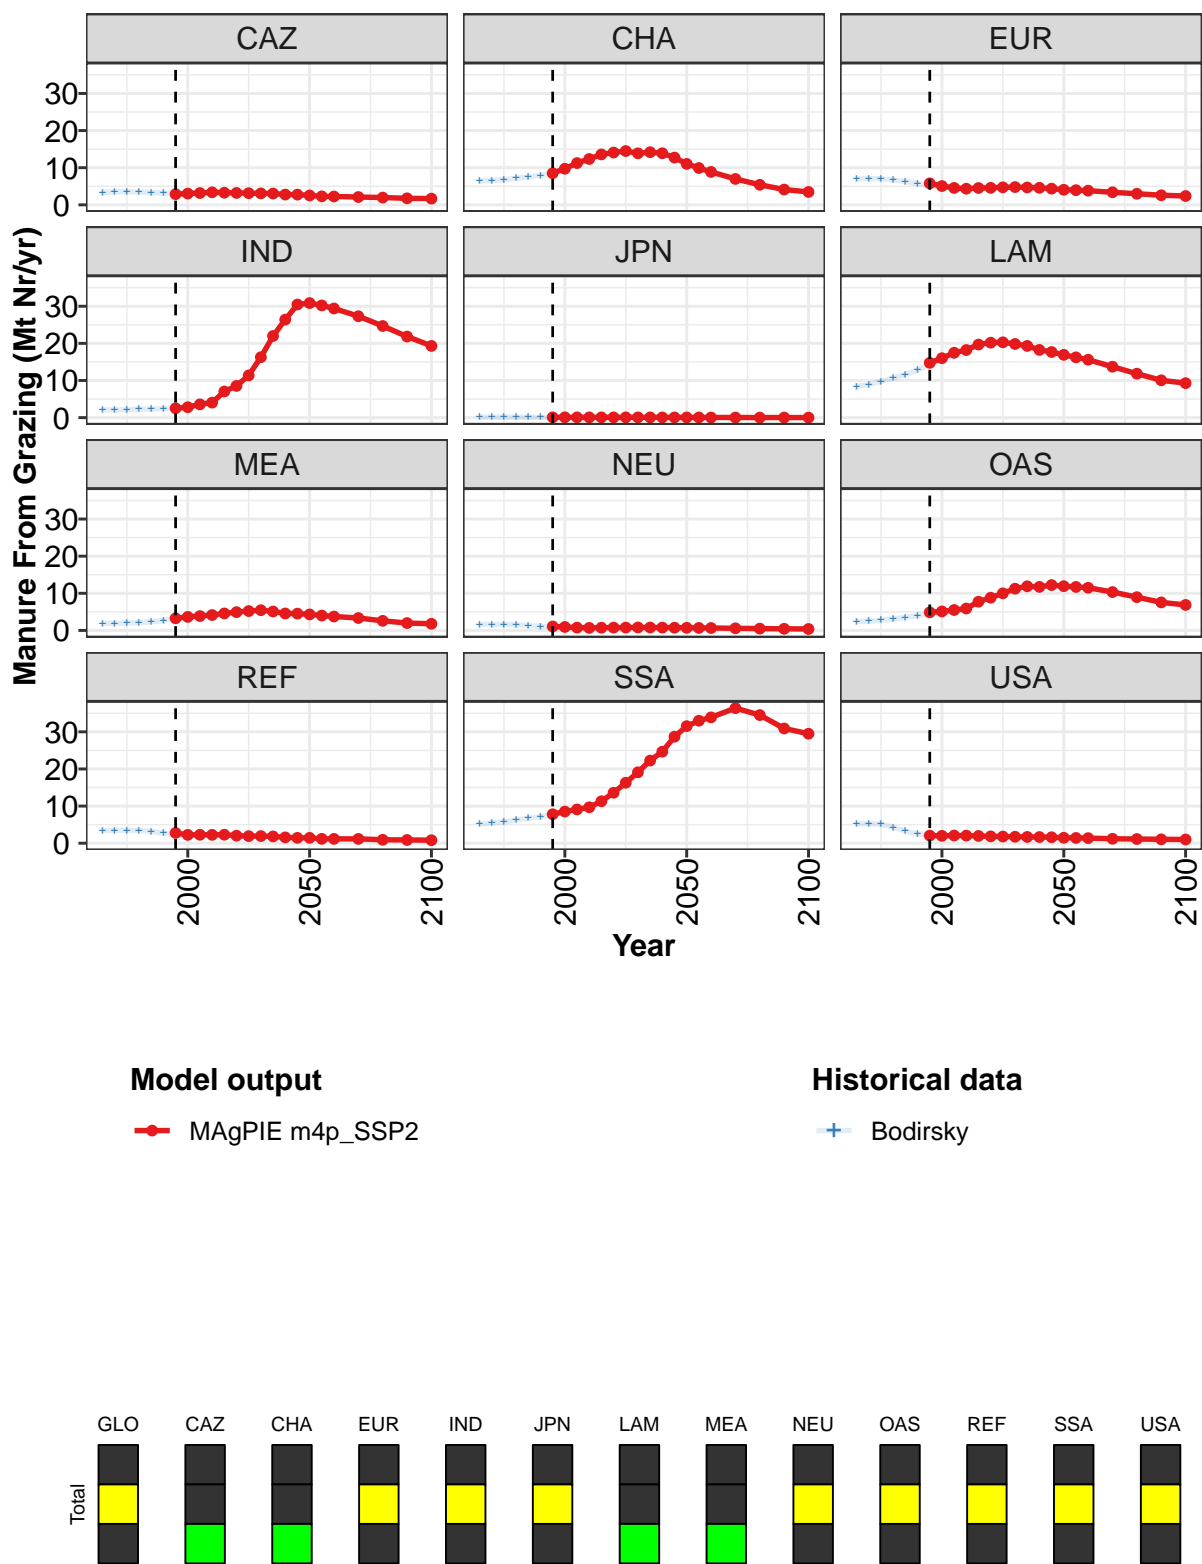 CAZ CHA EUR
30
20
10
0
IND JPN LAM
30
20
10
0
MEA NEU OAS
30
20
10
0
REF SSA USA
30
20
10
0
Manure From Grazing (Mt Nr/yr)
2000 2050 2100 2000 2050 2100 2000 2050 2100
Year
Model output Historical data
MAgPIE m4p_SSP2 Bodirsky
GLO CAZ CHA EUR IND JPN LAM MEA NEU OAS REF SSA USA
Total